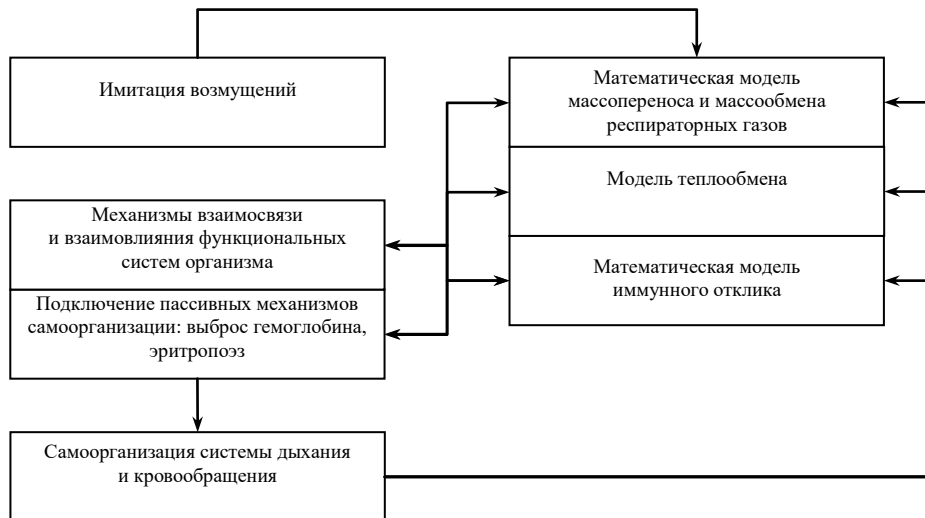 Имитация возмущений
Математическая модель
массопереноса и массообмена
респираторных газов
Модель теплообмена
Механизмы взаимосвязи
и взаимовлияния функциональных
систем организма
Математическая модель
иммунного отклика
Подключение пассивных механизмов
самоорганизации: выброс гемоглобина,
эритропоэз
Самоорганизация системы дыхания
и кровообращения